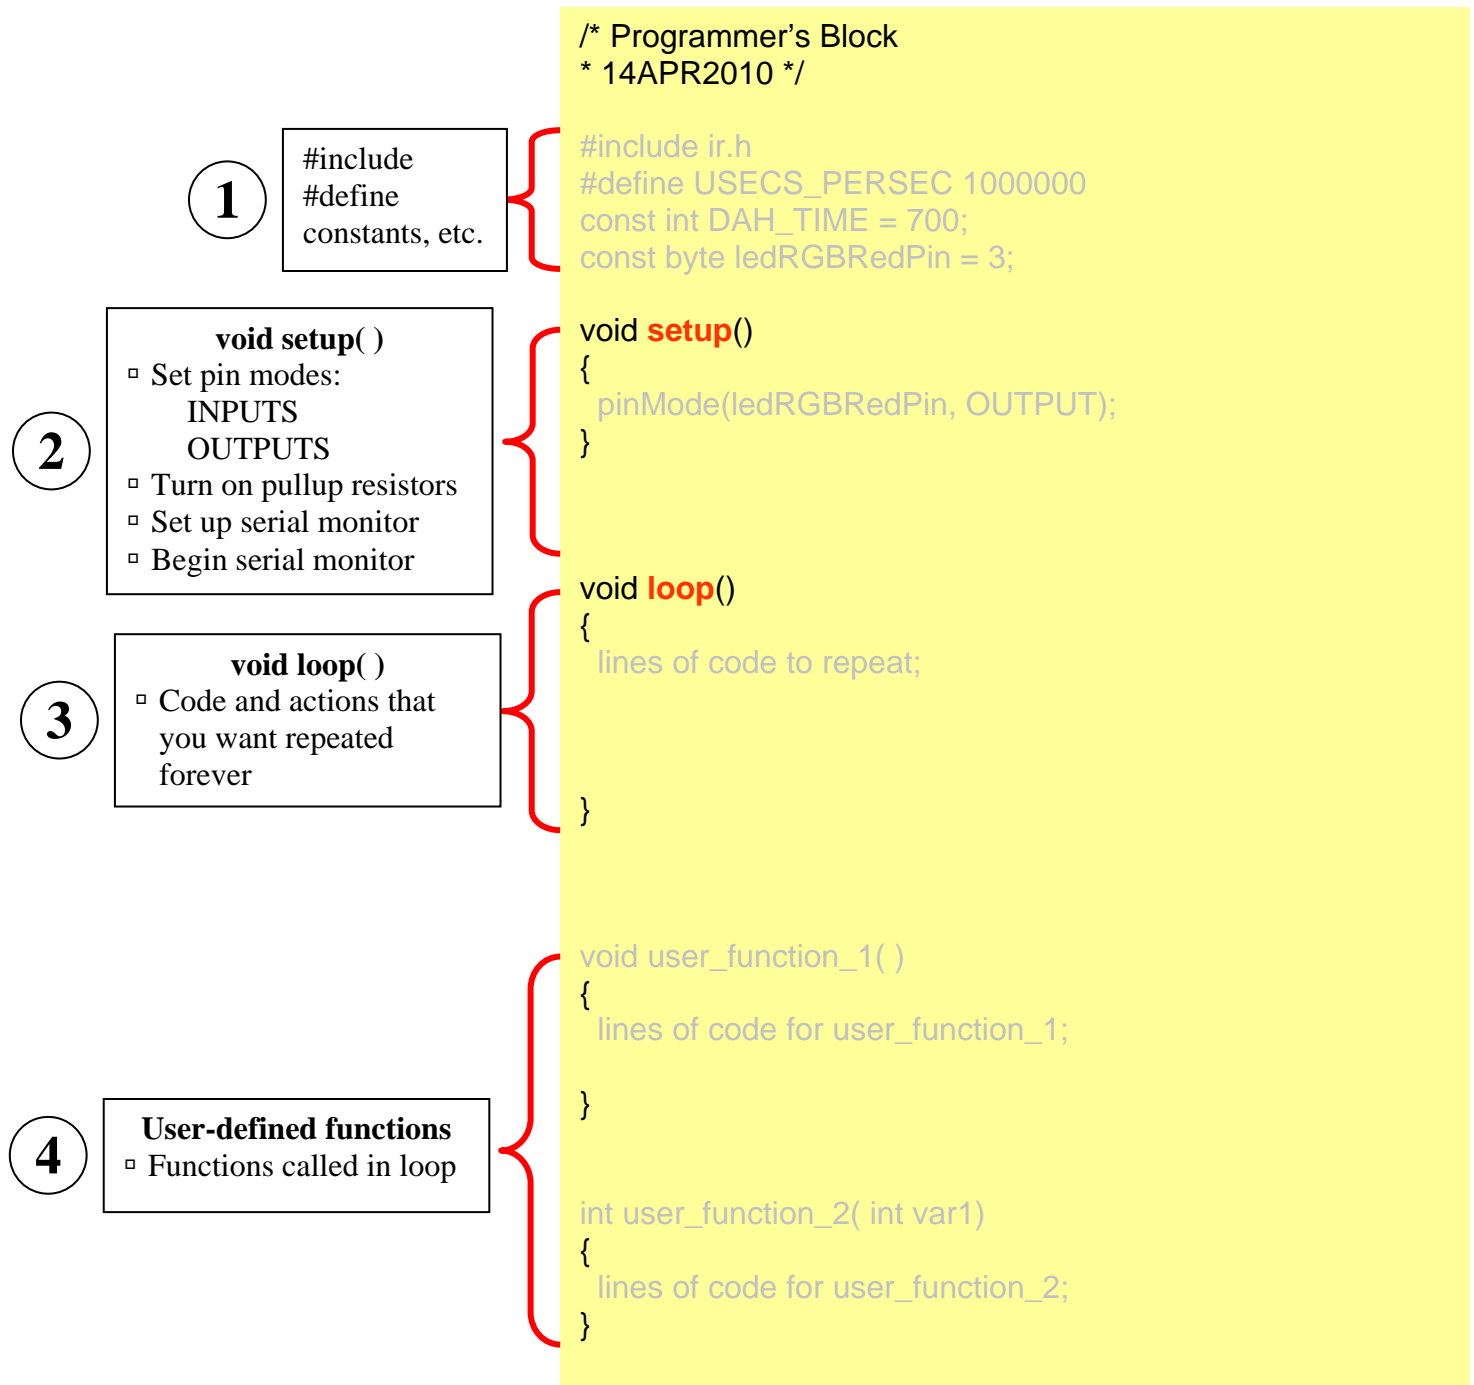 /* Programmer's Block
* 14APR2010 */
1
#include
#define
constants, etc.
#include ir.h
#define USECS_PERSEC 1000000
const int DAH_TIME = 700;
const byte ledRGBRedPin = 3;
2
void setup( )
▫ Set pin modes:
INPUTS
OUTPUTS
▫ Turn on pullup resistors
▫ Set up serial monitor
▫ Begin serial monitor
void setup()
{
pinMode(ledRGBRedPin, OUTPUT);
}
3
void loop( )
▫ Code and actions that
you want repeated
forever
void loop()
{
lines of code to repeat;
}
4
User-defined functions
▫ Functions called in loop
void user_function_1( )
{
lines of code for user_function_1;
}
int user_function_2( int var1)
{
lines of code for user_function_2;
}